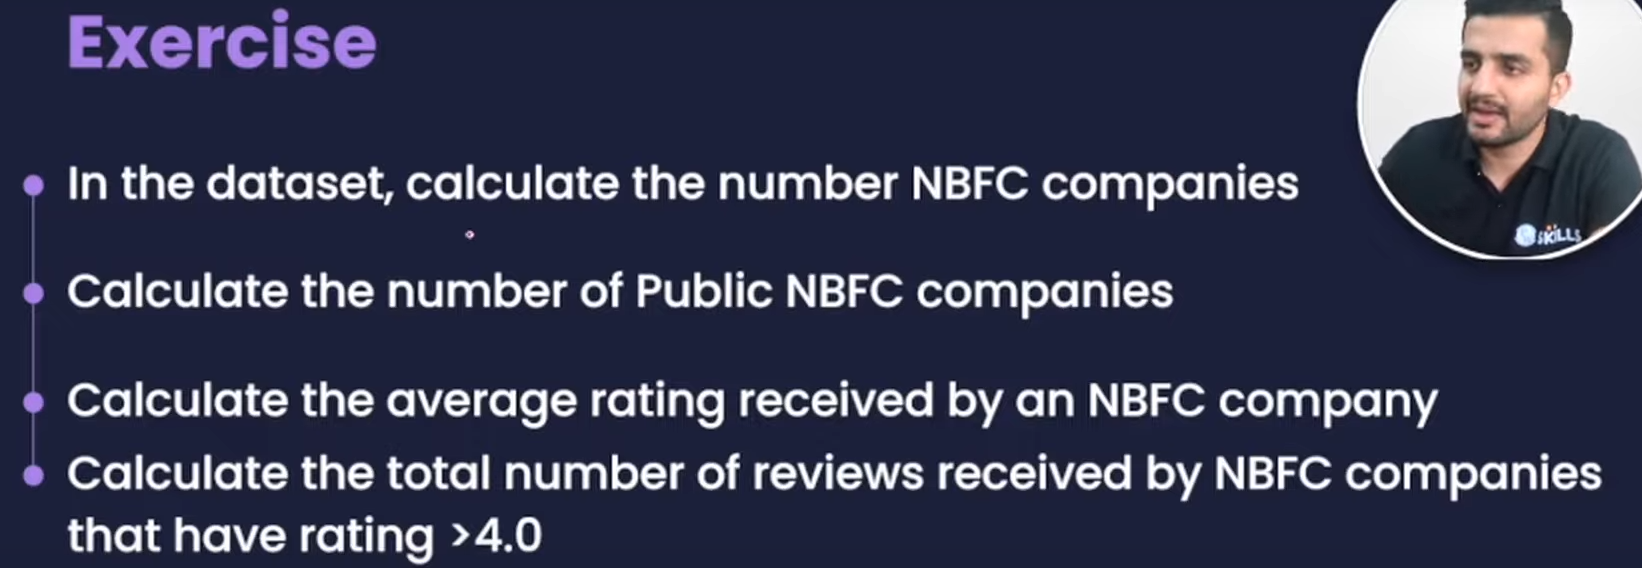 Exercise
In the dataset, calculate the number NBFC companies
Calculate the number of Public NBFC companies
Calculate the average rating received by an NBFC company
Calculate the total number of reviews received by NBFC companies
that have rating >4.0
SKILLS